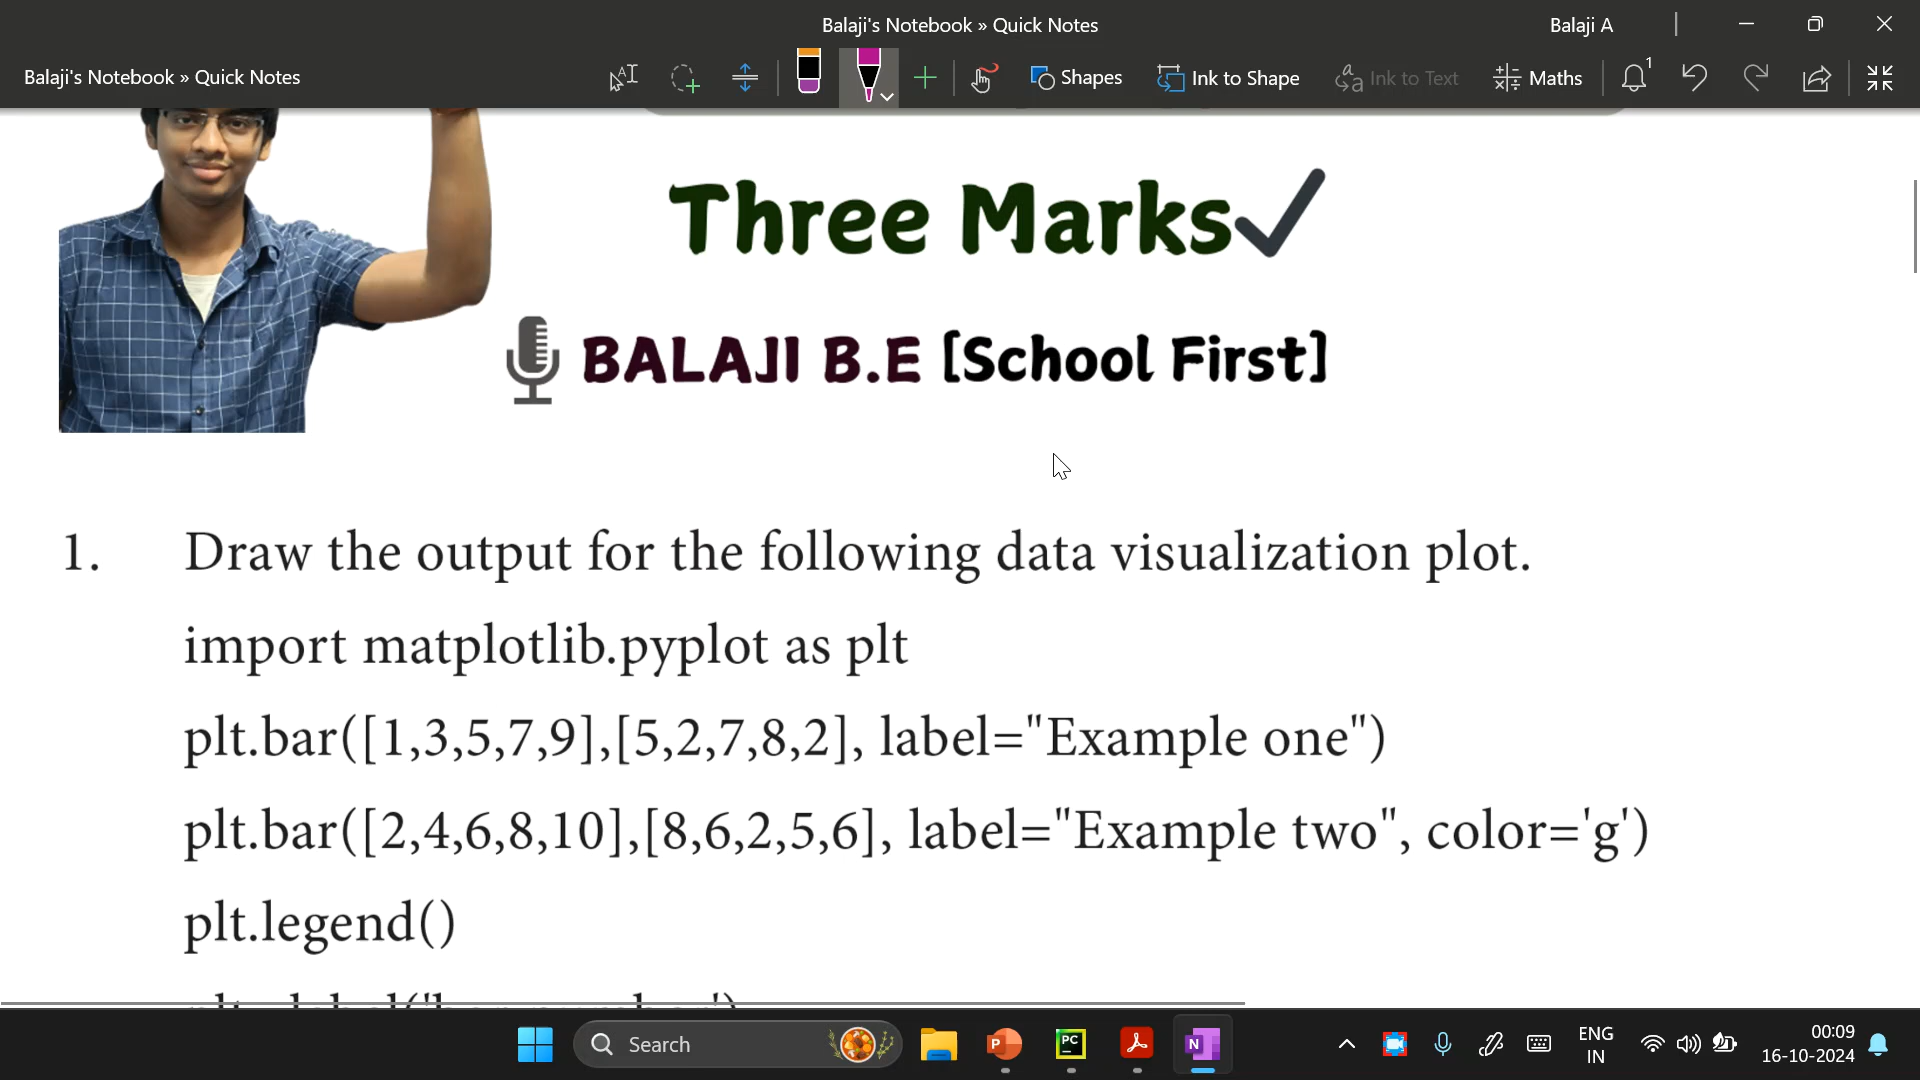 Balaji's Notebook » Quick Notes
Balaji A
Balaji's Notebook » Quick Notes
Shapes
Ink to Shape
Ink to Text
Maths
1
Three Marks
BALAJI B.E [School First]
1. Draw the output for the following data visualization plot.
import matplotlib.pyplot as plt
plt.bar([1,3,5,7,9],[5,2,7,8,2], label="Example one")
plt.bar([2,4,6,8,10],[8,6,2,5,6], label="Example two", color='g')
plt.legend()
Search
ENG
IN
00:09
16-10-2024